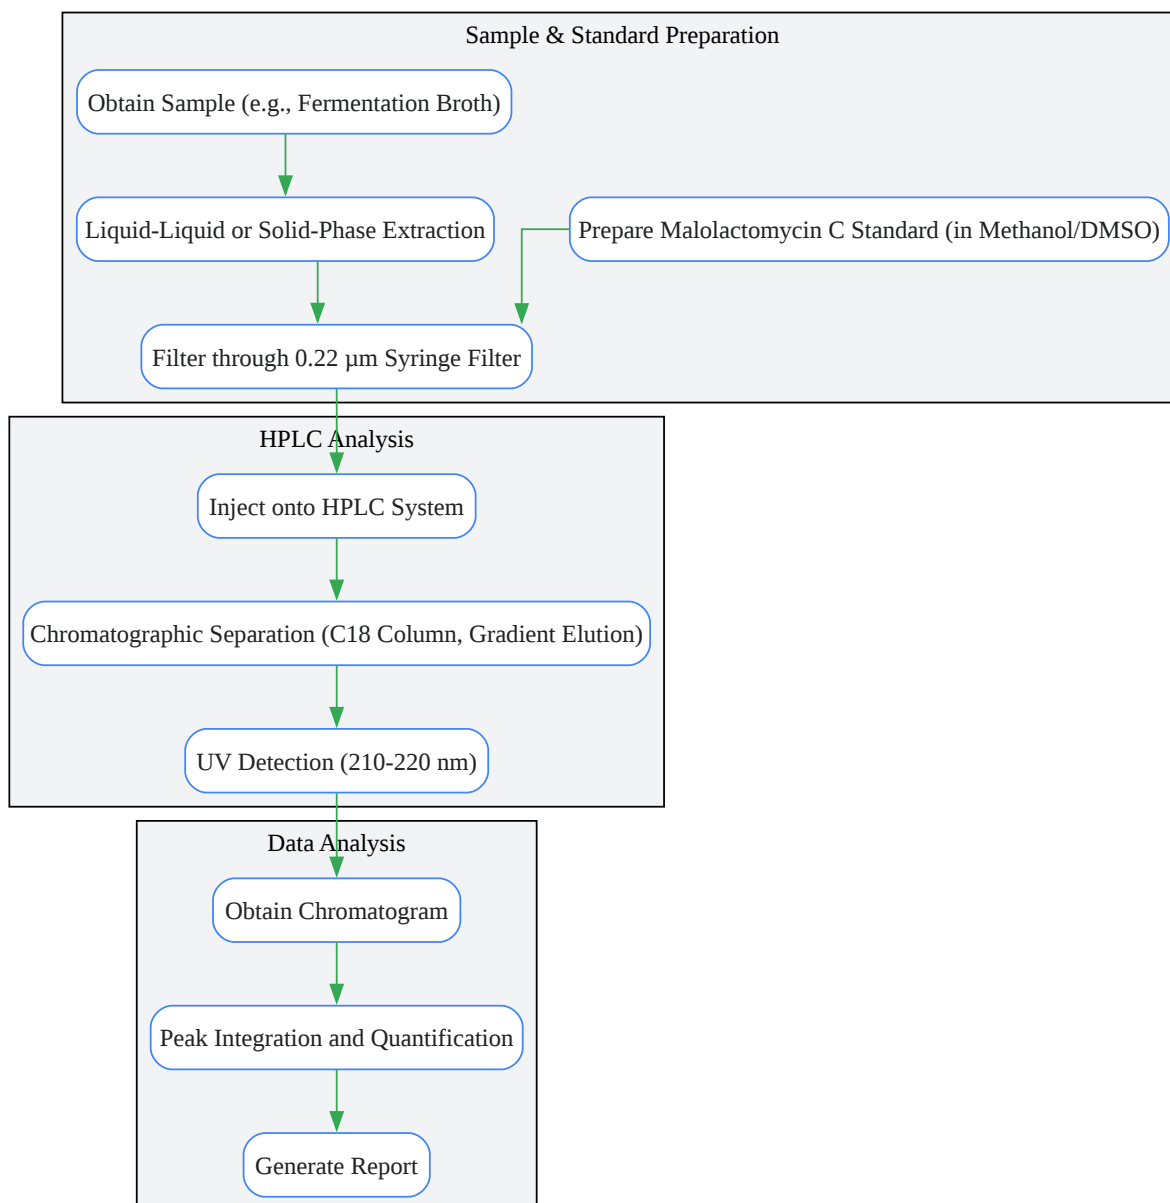 Sample & Standard Preparation
Obtain Sample (e.g., Fermentation Broth)
Liquid-Liquid or Solid-Phase Extraction
Prepare Malolactomycin C Standard (in Methanol/DMSO)
Filter through 0.22 µm Syringe Filter
HPLC Analysis
Inject onto HPLC System
Chromatographic Separation (C18 Column, Gradient Elution)
UV Detection (210-220 nm)
Data Analysis
Obtain Chromatogram
Peak Integration and Quantification
Generate Report